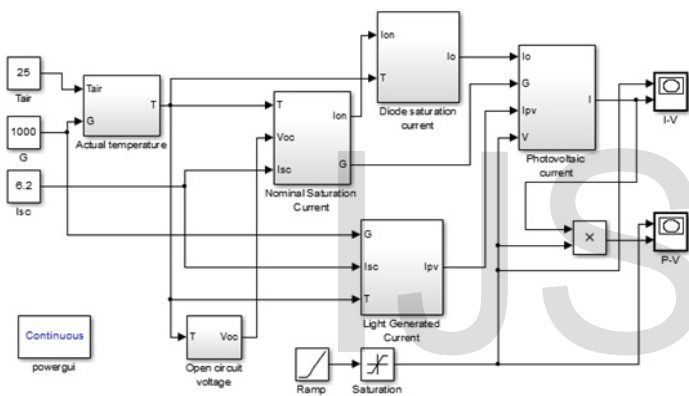 Ion
T
Io
Diode saturation
current
Io
G
Ipv
V
I
Photovoltaic
current
I-V
25
Tair
1000
G
6.2
Isc
Tair
G
T
Actual temperature
T
Voc
Isc
Ion
G
Nominal Saturation
Current
G
Isc
T
Ipv
Light Generated
Current
×
P-V
Continuous
powergui
T
Voc
Open circuit
voltage
Ramp
Saturation
IJS